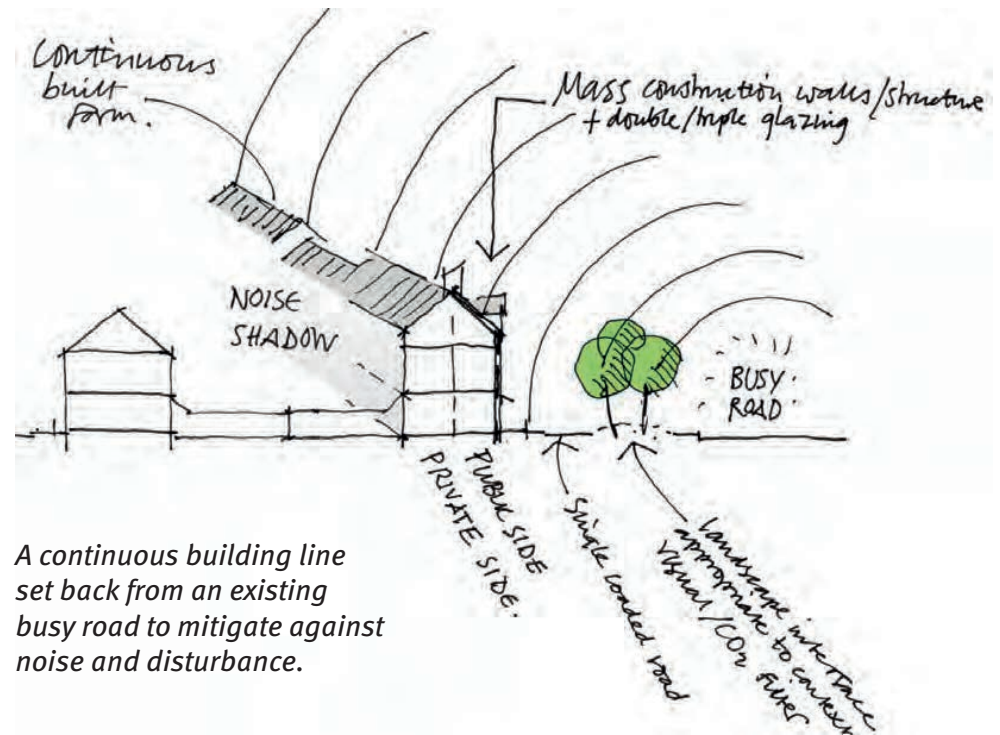 Continuous
built
form.
Mass construction walls/structure
+ double/triple glazing
NOISE
SHADOW
BUSY
ROAD
PUBLIC SIDE
PRIVATE SIDE.
Single loaded road
Landscape interface
appropriate to context
visual/CO2 filter
A continuous building line
set back from an existing
busy road to mitigate against
noise and disturbance.